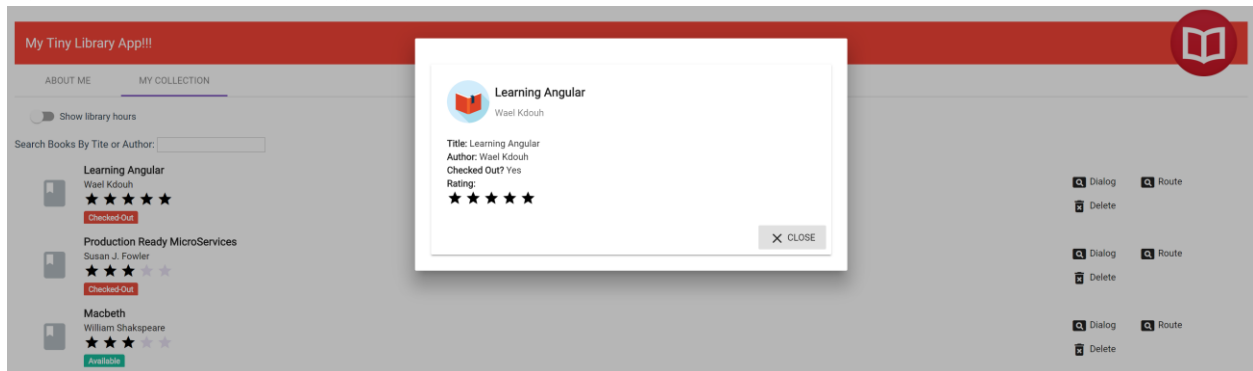 My Tiny Library App!!!
ABOUT ME MY COLLECTION
Show library hours
Search Books By Tite or Author:
Learning Angular
Wael Kdouh
Checked-Out
Dialog Route
Delete
Production Ready MicroServices
Susan J. Fowler
Checked-Out
Dialog Route
Delete
Macbeth
William Shakspeare
Available
Dialog Route
Delete
Learning Angular
Wael Kdouh
Title: Learning Angular
Author: Wael Kdouh
Checked Out? Yes
Rating:
CLOSE